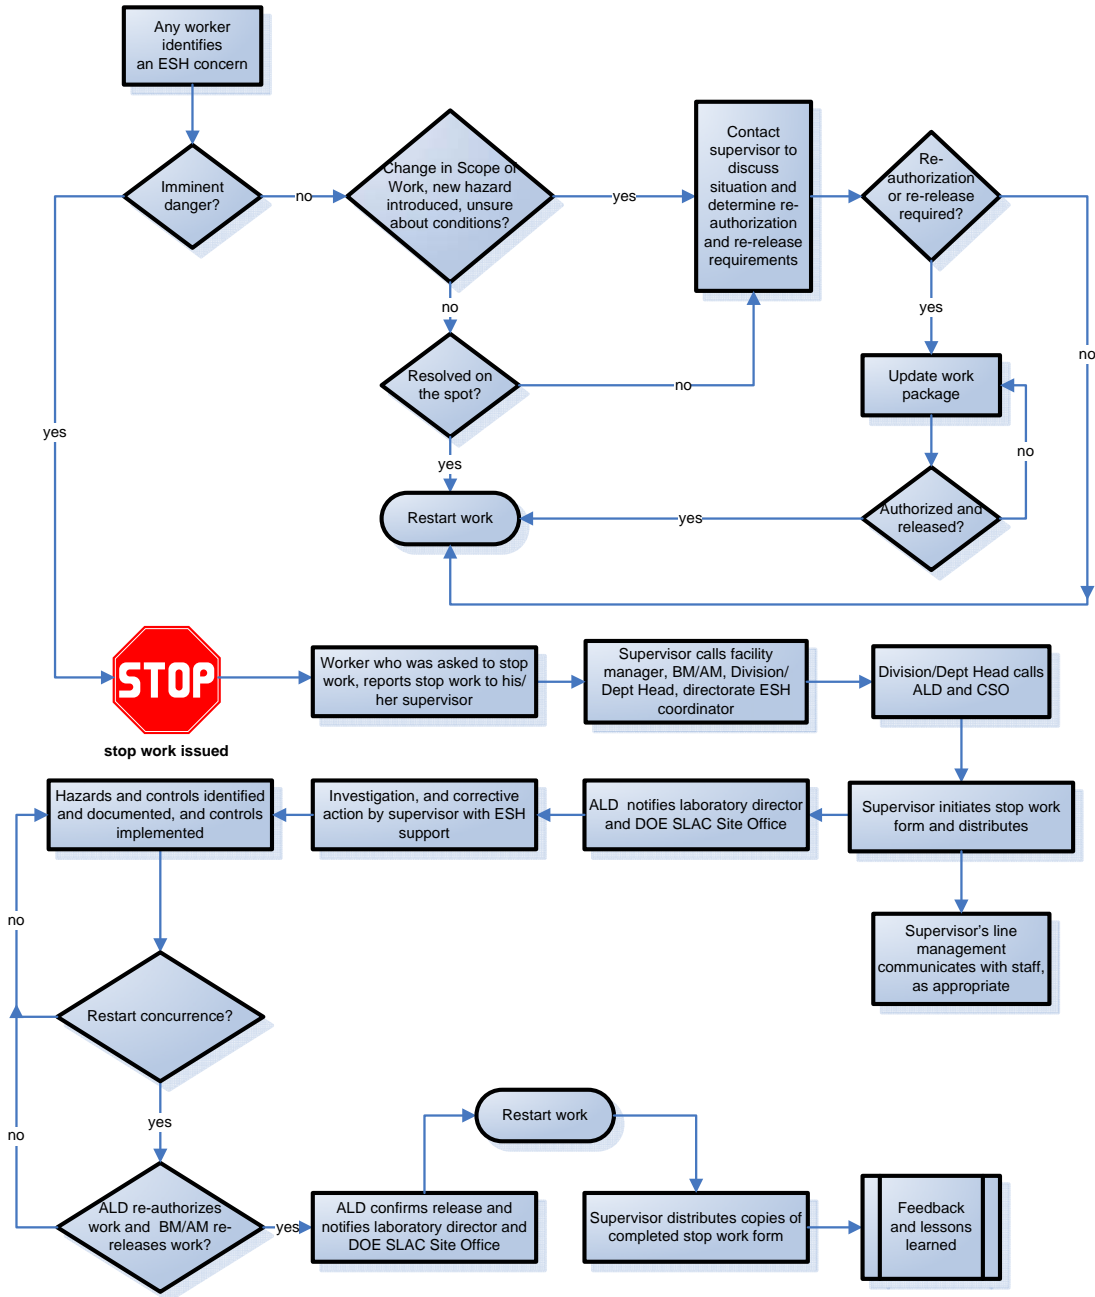 Any worker
identifies
an ESH concern
Imminent
danger?
no
Change in Scope of
Work, new hazard
introduced, unsure
about conditions?
yes
Contact
supervisor to
discuss
situation and
determine re-
authorization
and re-release
requirements
Re-
authorization
or re-release
required?
no
yes
no
Resolved on
the spot?
no
Update work
package
no
yes
yes
Restart work
yes
Authorized and
released?
STOP
stop work issued
Worker who was asked to stop
work, reports stop work to his/
her supervisor
Supervisor calls facility
manager, BM/AM, Division/
Dept Head, directorate ESH
coordinator
Division/Dept Head calls
ALD and CSO
Supervisor initiates stop work
form and distributes
Supervisor's line
management
communicates with staff,
as appropriate
ALD notifies laboratory director
and DOE SLAC Site Office
Investigation, and corrective
action by supervisor with ESH
support
Hazards and controls identified
and documented, and controls
implemented
no
Restart concurrence?
yes
no
ALD re-authorizes
work and BM/AM re-
releases work?
yes
ALD confirms release and
notifies laboratory director and
DOE SLAC Site Office
Restart work
Supervisor distributes copies of
completed stop work form
Feedback
and lessons
learned